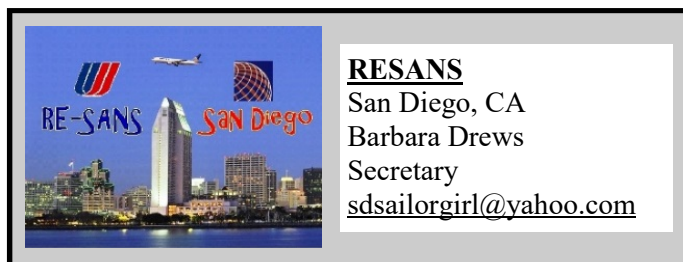 RE-SANS
San Diego
RESANS
San Diego, CA
Barbara Drews
Secretary
sdsailorgirl@yahoo.com